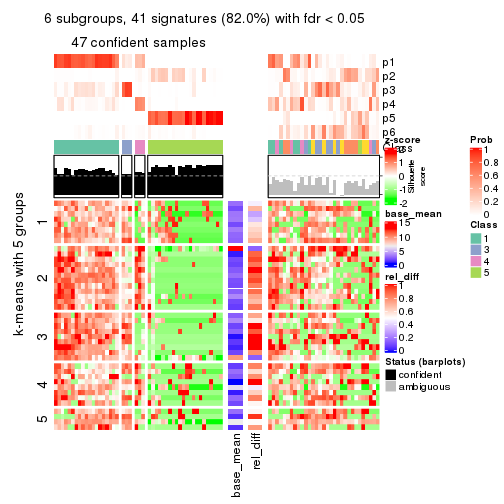 6 subgroups, 41 signatures (82.0%) with fdr < 0.05
47 confident samples
p1
p2
p3
p4
p5
p6
Class
Silhouette
score
k-means with 5 groups
1
2
3
4
5
base_mean
rel_diff
z-score
2
1
0
-1
-2
base_mean
15
10
5
0
rel_diff
1
0.8
0.6
0.4
0.2
0
Status (barplots)
confident
ambiguous
Prob
1
0.8
0.6
0.4
0.2
0
Class
1
3
4
5